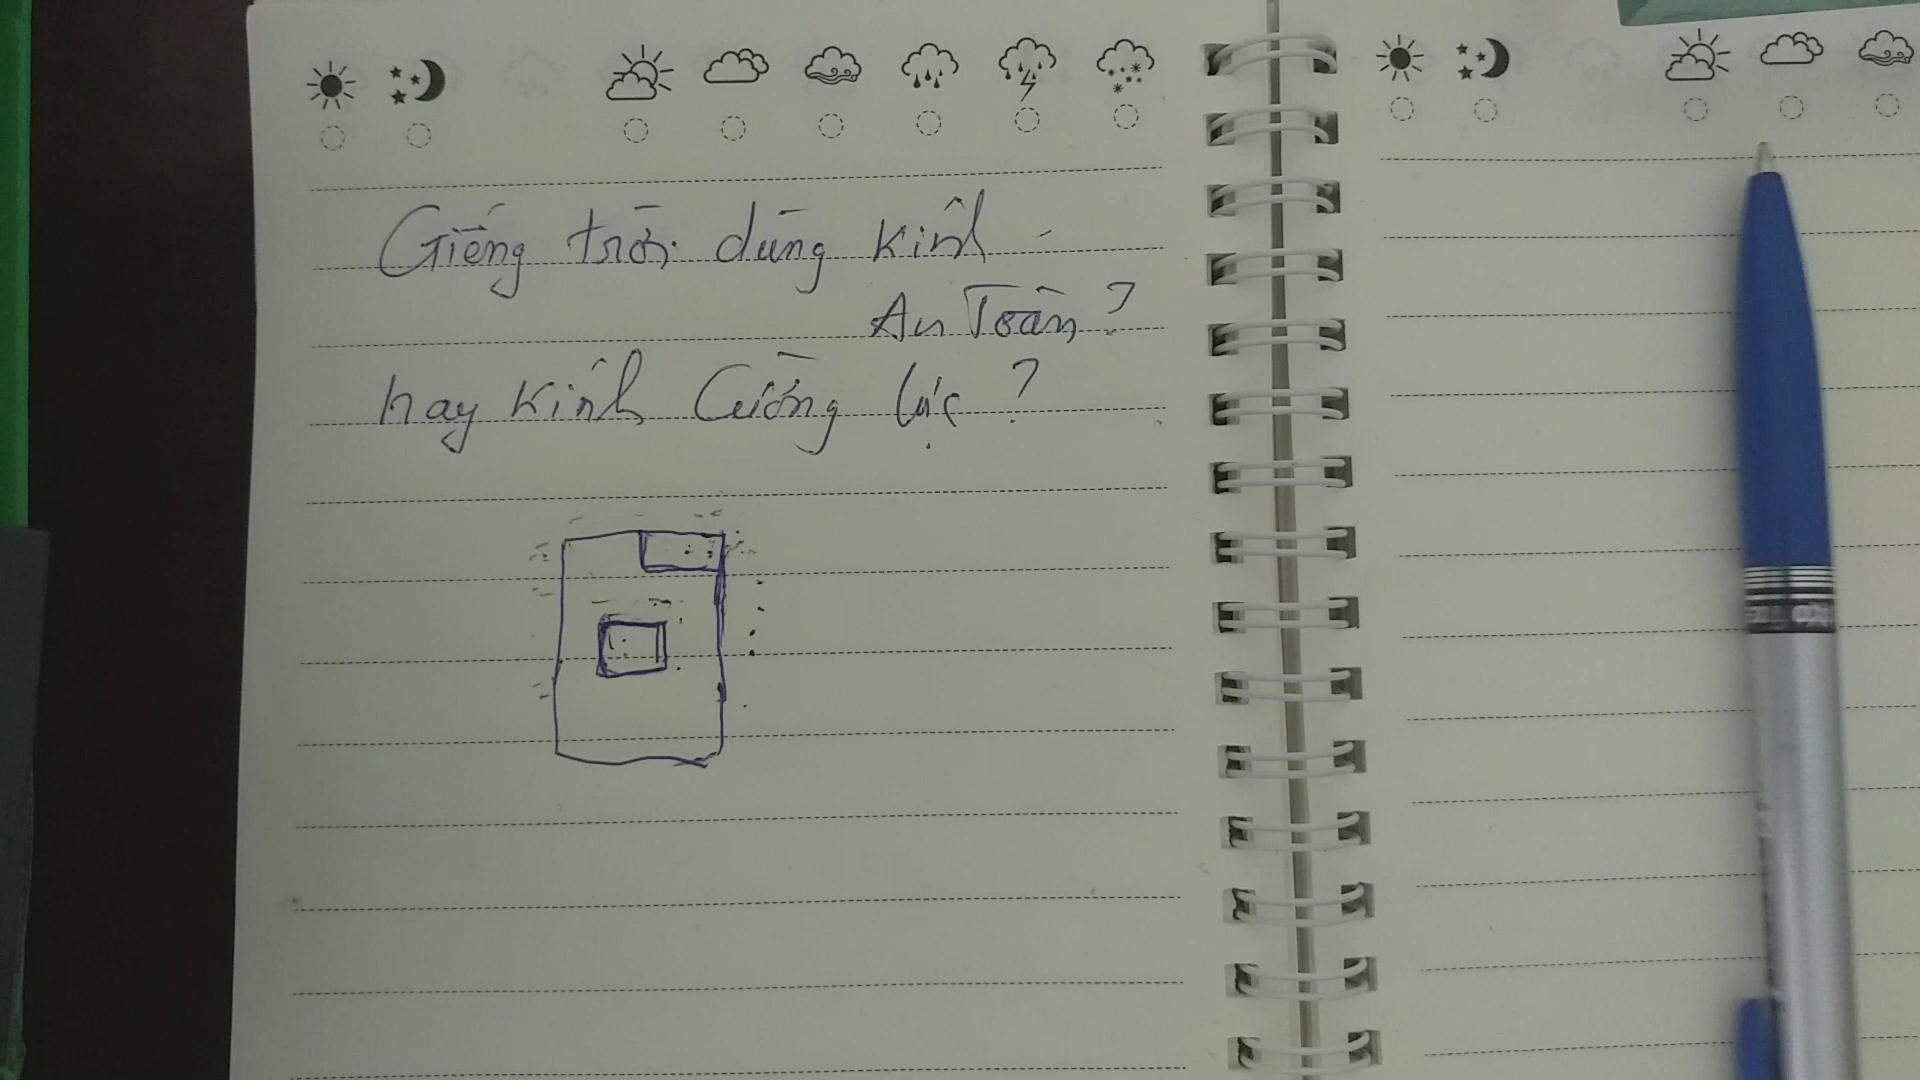 Giếng trời dùng kính
An Toàn ?
hay kính Cường lực ?